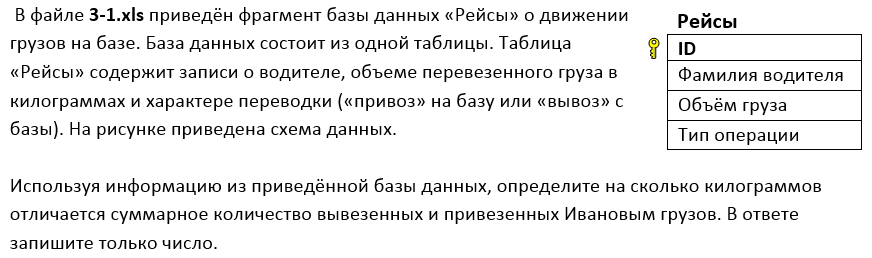 В файле 3-1.xls приведён фрагмент базы данных «Рейсы» о движении
грузов на базе. База данных состоит из одной таблицы. Таблица
«Рейсы» содержит записи о водителе, объеме перевезенного груза в
килограммах и характере переводки («привоз» на базу или «вывоз» с
базы). На рисунке приведена схема данных.
Рейсы
ID
Фамилия водителя
Объём груза
Тип операции
Используя информацию из приведённой базы данных, определите на сколько килограммов
отличается суммарное количество вывезенных и привезенных Ивановым грузов. В ответе
запишите только число.